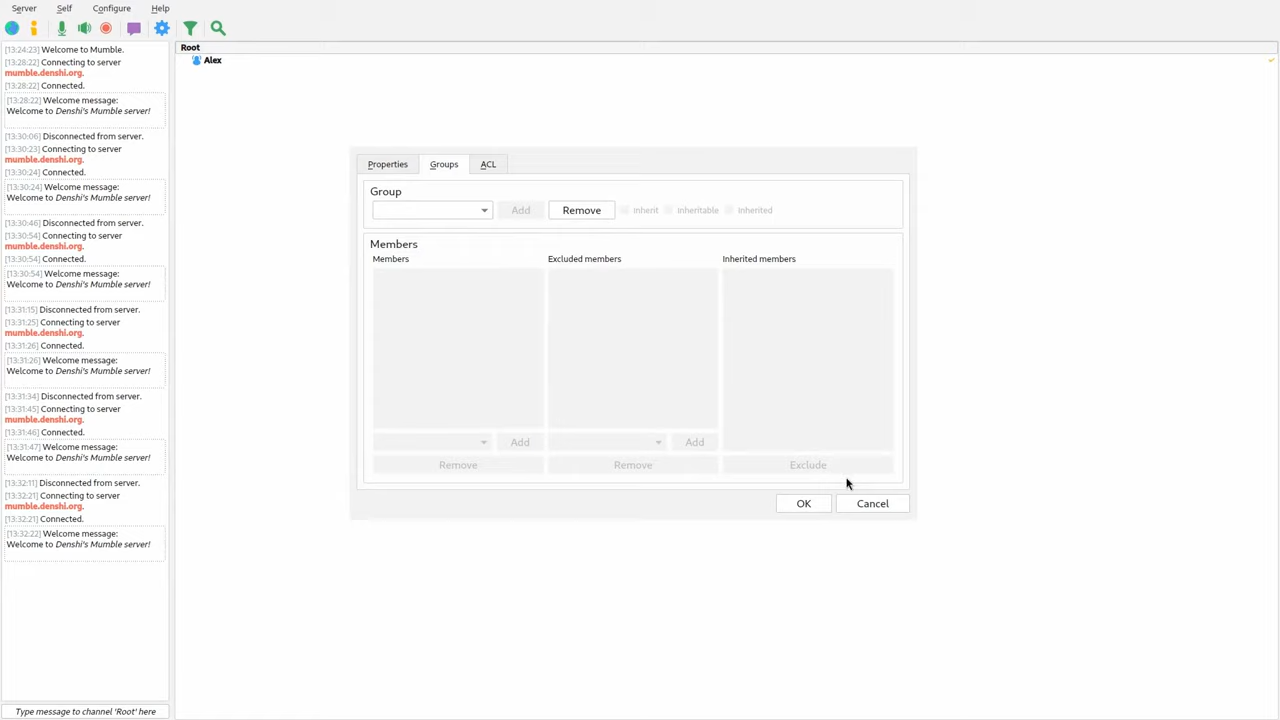 Server Self Configure Help
[13:24:23] Welcome to Mumble.
[13:28:22] Connecting to server
mumble.denshi.org.
[13:28:22] Connected.
[13:28:22] Welcome message:
Welcome to Denshi's Mumble server!
[13:30:06] Disconnected from server.
[13:30:23] Connecting to server
mumble.denshi.org.
[13:30:24] Connected.
[13:30:24] Welcome message:
Welcome to Denshi's Mumble server!
[13:30:46] Disconnected from server.
[13:30:54] Connecting to server
mumble.denshi.org.
[13:30:54] Connected.
[13:30:54] Welcome message:
Welcome to Denshi's Mumble server!
[13:31:15] Disconnected from server.
[13:31:25] Connecting to server
mumble.denshi.org.
[13:31:26] Connected.
[13:31:26] Welcome message:
Welcome to Denshi's Mumble server!
[13:31:34] Disconnected from server.
[13:31:45] Connecting to server
mumble.denshi.org.
[13:31:46] Connected.
[13:31:47] Welcome message:
Welcome to Denshi's Mumble server!
[13:32:11] Disconnected from server.
[13:32:21] Connecting to server
mumble.denshi.org.
[13:32:21] Connected.
[13:32:22] Welcome message:
Welcome to Denshi's Mumble server!
Type message to channel 'Root' here
Root
Alex
Properties Groups ACL
Group
Add Remove Inherit Inheritable Inherited
Members
Members Excluded members Inherited members
Add Add
Remove Remove Exclude
OK Cancel